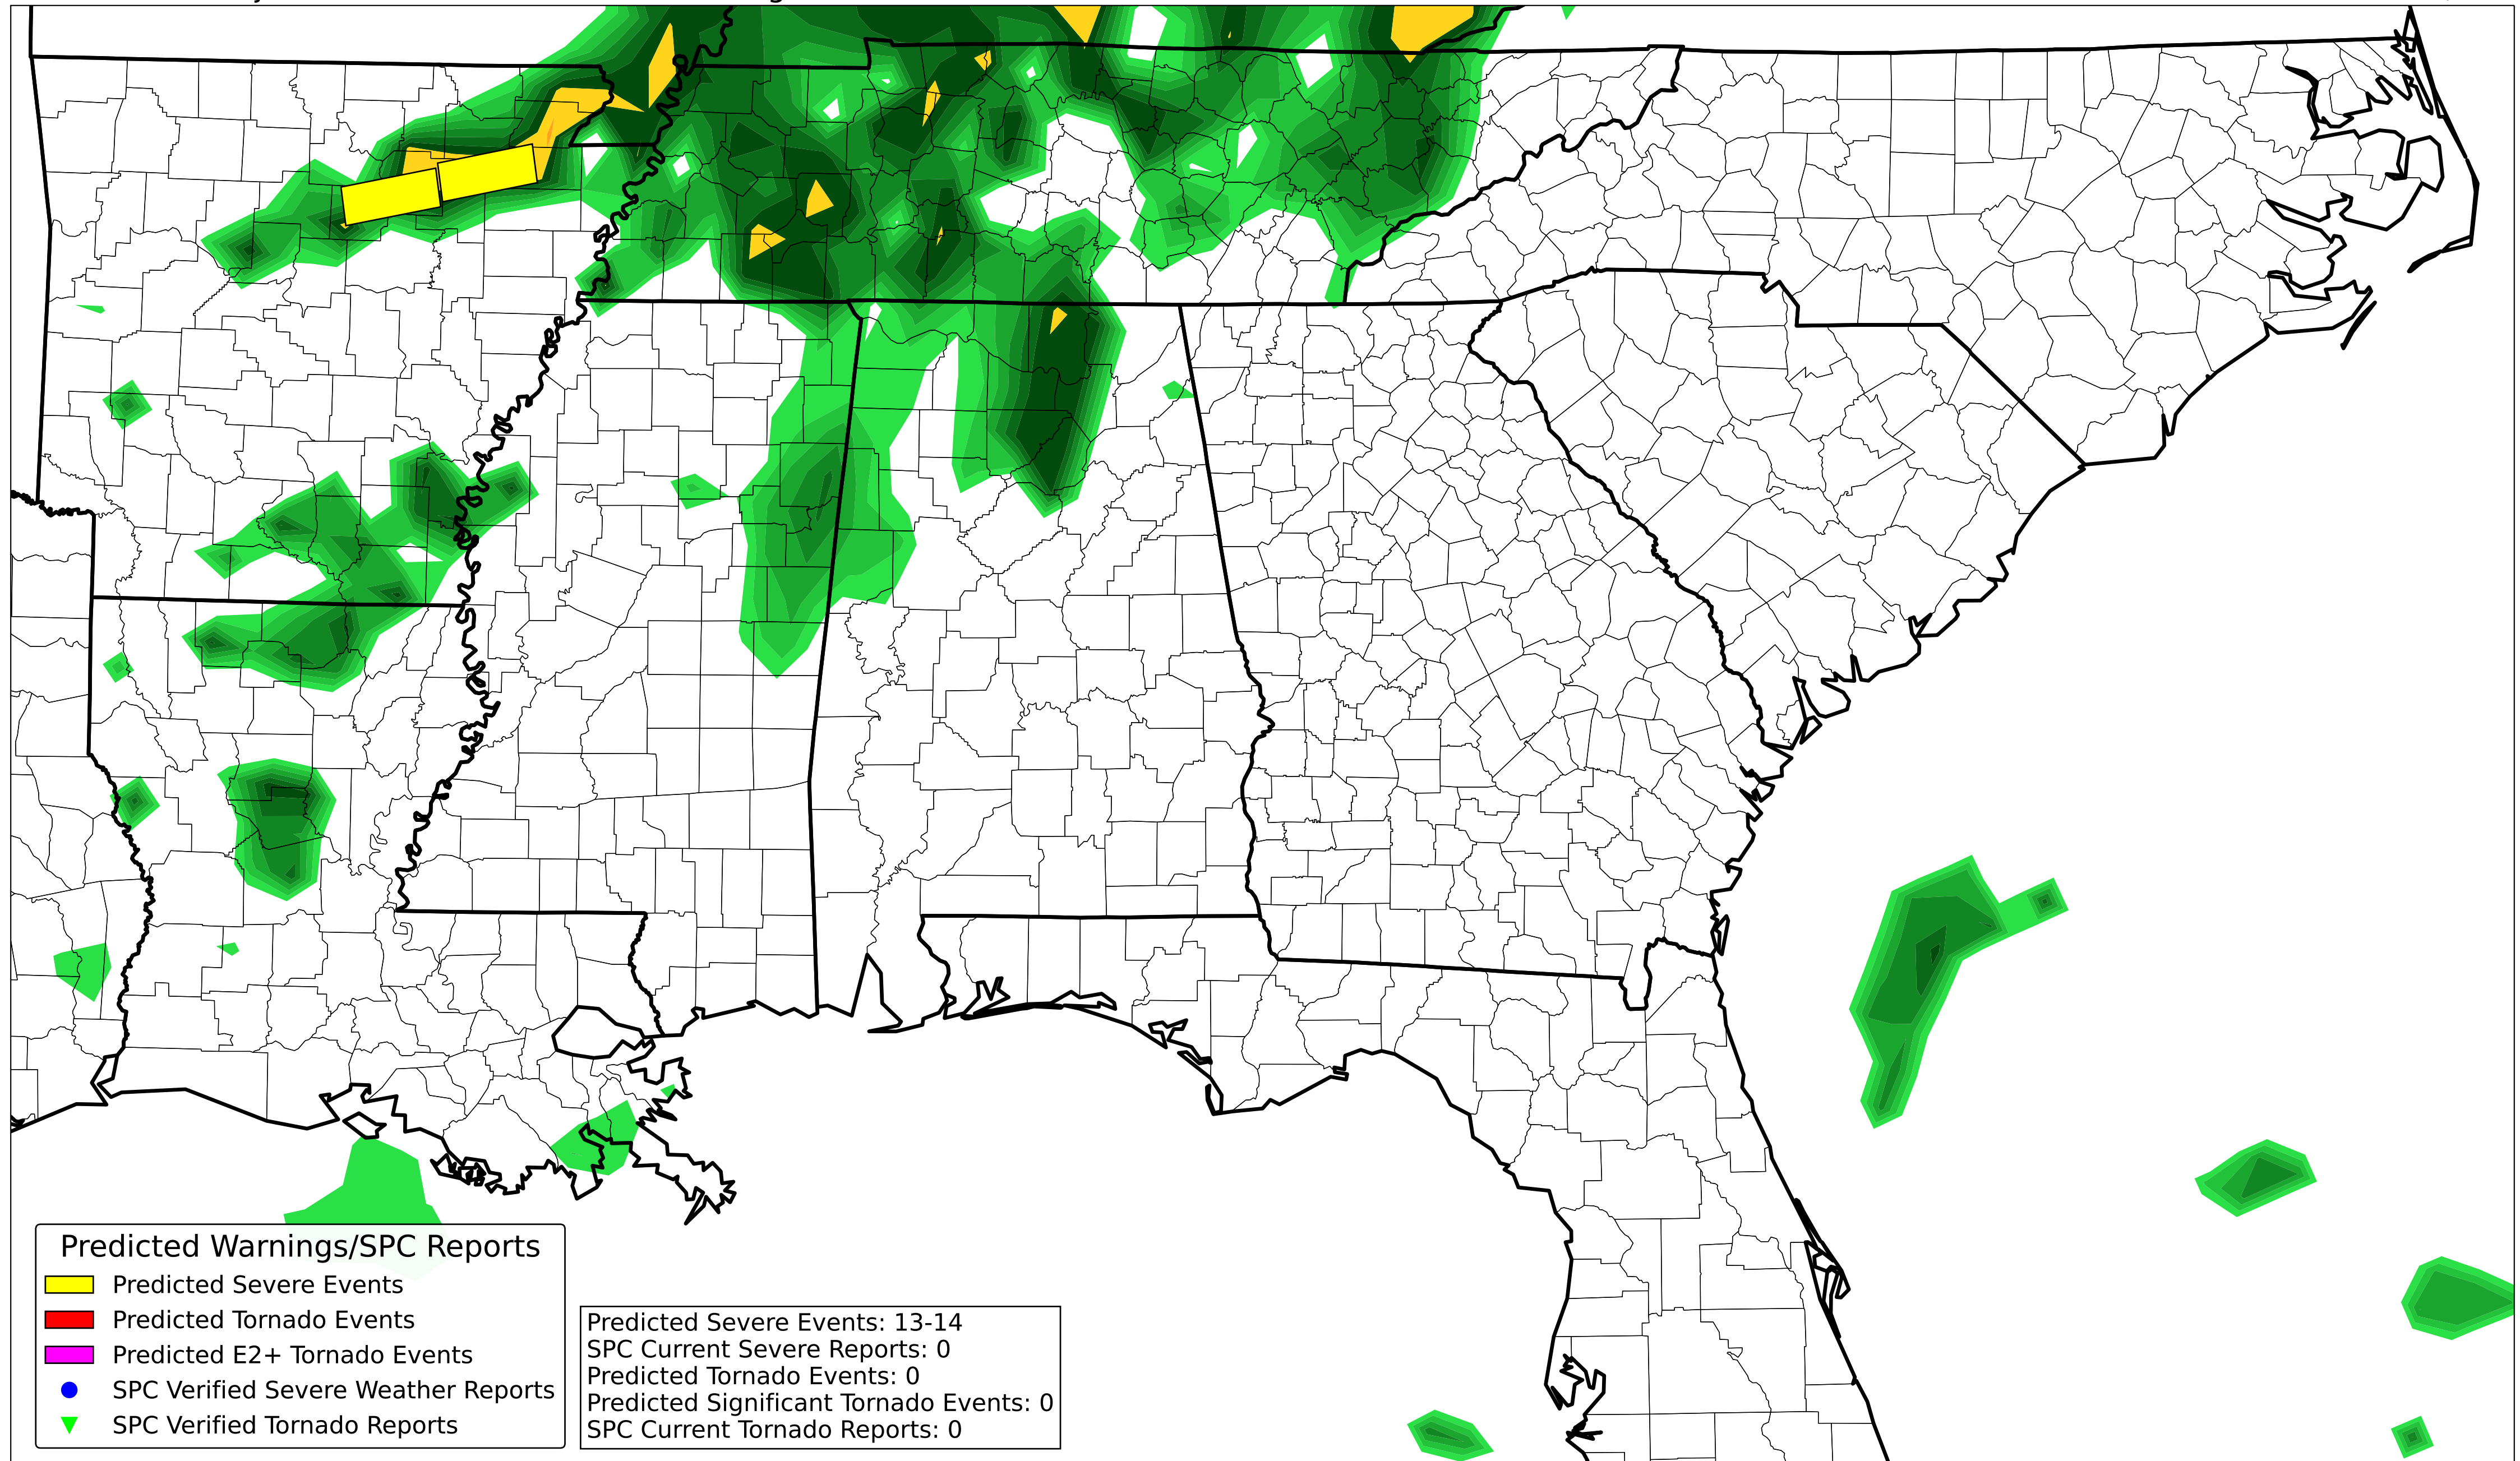 Predicted Warnings/SPC Reports
Predicted Severe Events
Predicted Tornado Events
Predicted E2+ Tornado Events
SPC Verified Severe Weather Reports
SPC Verified Tornado Reports
Predicted Severe Events: 13-14
SPC Current Severe Reports: 0
Predicted Tornado Events: 0
Predicted Significant Tornado Events: 0
SPC Current Tornado Reports: 0